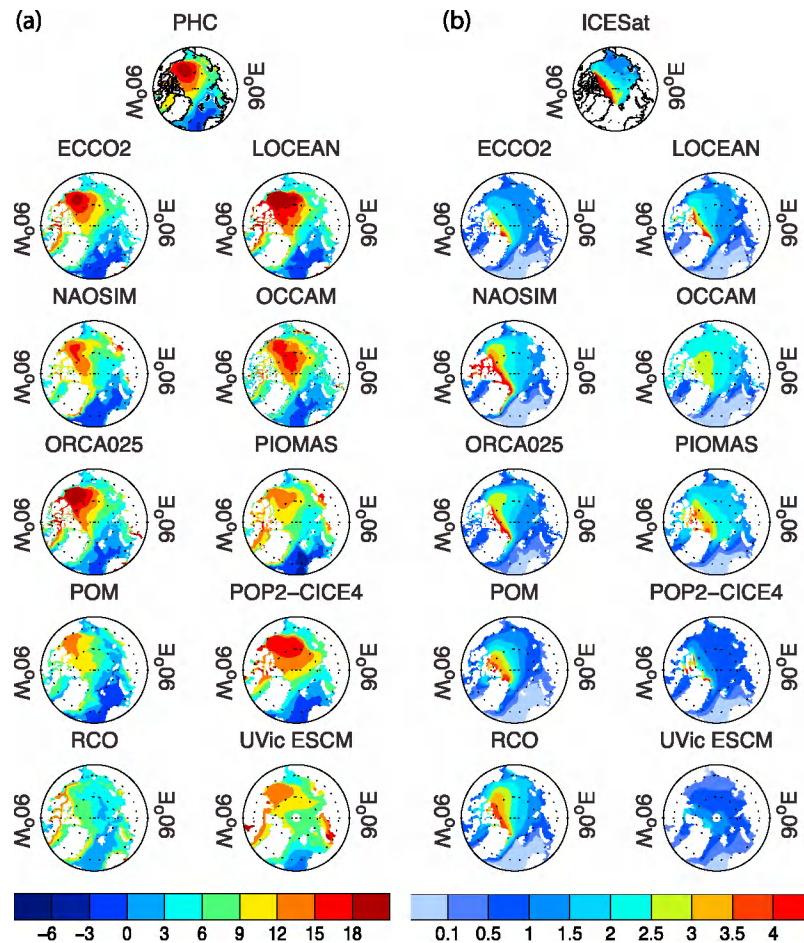 (a)
PHC
90°W
90°E
ECCO2
LOCEAN
90°W
90°E
90°W
90°E
NAOSIM
OCCAM
90°W
90°E
90°W
90°E
ORCA025
PIOMAS
90°W
90°E
90°W
90°E
POM
POP2-CICE4
90°W
90°E
90°W
90°E
RCO
UVic ESCM
90°W
90°E
90°W
90°E
-6 -3 0 3 6 9 12 15 18
(b)
ICESat
90°W
90°E
ECCO2
LOCEAN
90°W
90°E
90°W
90°E
NAOSIM
OCCAM
90°W
90°E
90°W
90°E
ORCA025
PIOMAS
90°W
90°E
90°W
90°E
POM
POP2-CICE4
90°W
90°E
90°W
90°E
RCO
UVic ESCM
90°W
90°E
90°W
90°E
0.1 0.5 1 1.5 2 2.5 3 3.5 4